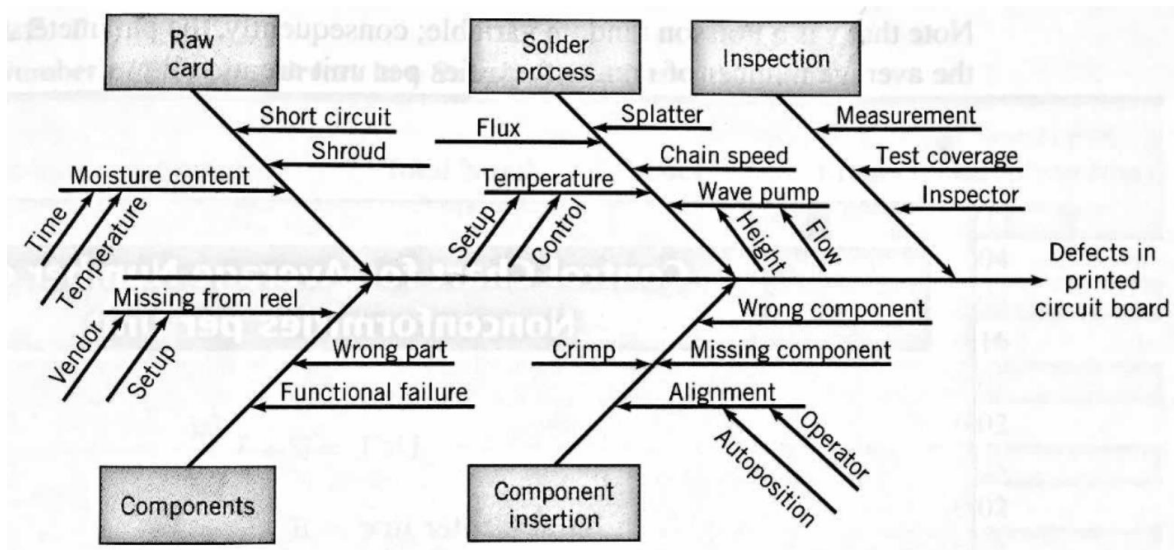 Raw
card
Solder
process
Inspection
Short circuit
Shroud
Moisture content
Time
Temperature
Flux
Splatter
Chain speed
Temperature
Setup
Control
Wave pump
Height
Flow
Measurement
Test coverage
Inspector
Defects in
printed
circuit board
Missing from reel
Vendor
Setup
Wrong part
Functional failure
Components
Wrong component
Crimp
Missing component
Alignment
Operator
Autoposition
Component
insertion